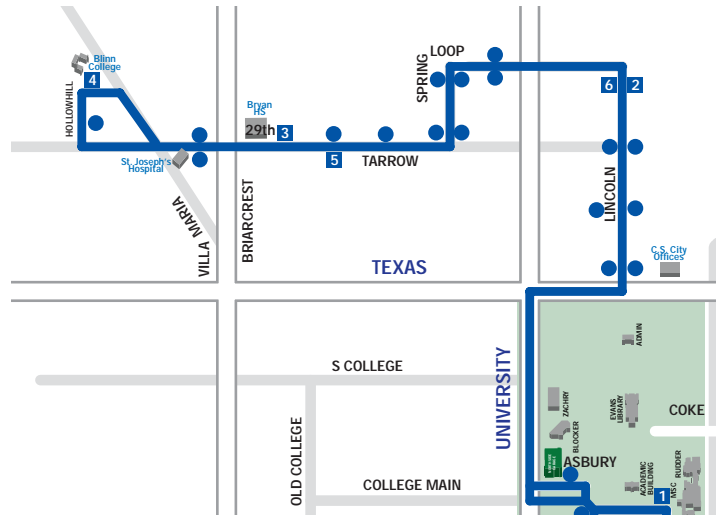 LOOP
SPRING
Blinn
College
4
HOLLOWHILL
6
2
Bryan
HS
29th
3
5
TARROW
St. Joseph's
Hospital
VILLA
MARIA
BRIARCREST
LINCOLN
TEXAS
C.S. City
Offices
ADMIN
S COLLEGE
UNIVERSITY
ZACHRY
EVANS
LIBRARY
COKE
BLOCKER
OLD COLLEGE
ASBURY
COLLEGE MAIN
ACADEMIC
BUILDING
RUDDER
MSC
1